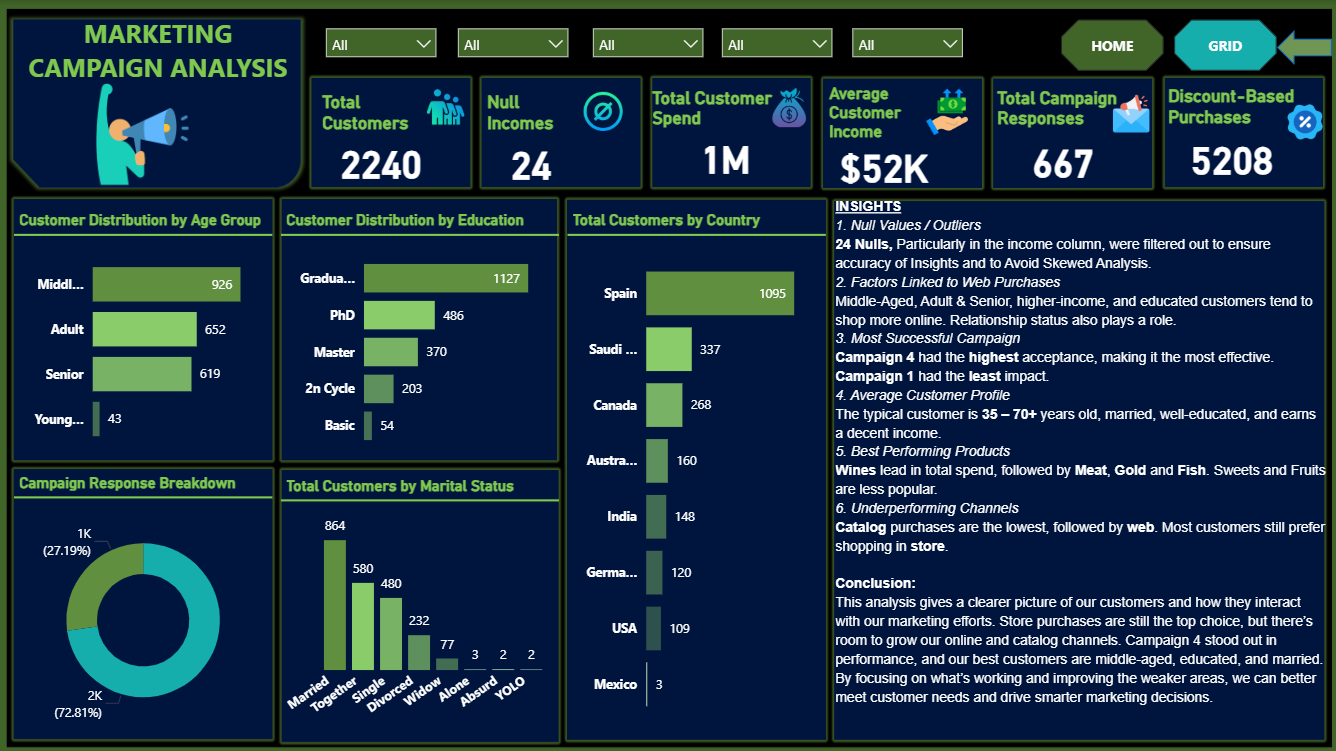 MARKETING
CAMPAIGN ANALYSIS
All
All
All
All
All
HOME
GRID
Total
Customers
2240
Null
Incomes
24
Total Customer
Spend
1M
Average
Customer
Income
$52K
Total Campaign
Responses
667
Discount-Based
Purchases
5208
Customer Distribution by Age Group
Middl... 926
Adult 652
Senior 619
Young... 43
Customer Distribution by Education
Gradua... 1127
PhD 486
Master 370
2n Cycle 203
Basic 54
Total Customers by Country
Spain 1095
Saudi ... 337
Canada 268
Austra... 160
India 148
Germa... 120
USA 109
Mexico 3
Campaign Response Breakdown
1K
(27.19%)
2K
(72.81%)
Total Customers by Marital Status
864
580
480
232
77
3
2
2
Married
Together
Single
Divorced
Widow
Alone
Absurd
YOLO
INSIGHTS
1. Null Values / Outliers
24 Nulls, Particularly in the income column, were filtered out to ensure
accuracy of Insights and to Avoid Skewed Analysis.
2. Factors Linked to Web Purchases
Middle-Aged, Adult & Senior, higher-income, and educated customers tend to
shop more online. Relationship status also plays a role.
3. Most Successful Campaign
Campaign 4 had the highest acceptance, making it the most effective.
Campaign 1 had the least impact.
4. Average Customer Profile
The typical customer is 35 – 70+ years old, married, well-educated, and earns
a decent income.
5. Best Performing Products
Wines lead in total spend, followed by Meat, Gold and Fish. Sweets and Fruits
are less popular.
6. Underperforming Channels
Catalog purchases are the lowest, followed by web. Most customers still prefer
shopping in store.
Conclusion:
This analysis gives a clearer picture of our customers and how they interact
with our marketing efforts. Store purchases are still the top choice, but there's
room to grow our online and catalog channels. Campaign 4 stood out in
performance, and our best customers are middle-aged, educated, and married.
By focusing on what's working and improving the weaker areas, we can better
meet customer needs and drive smarter marketing decisions.